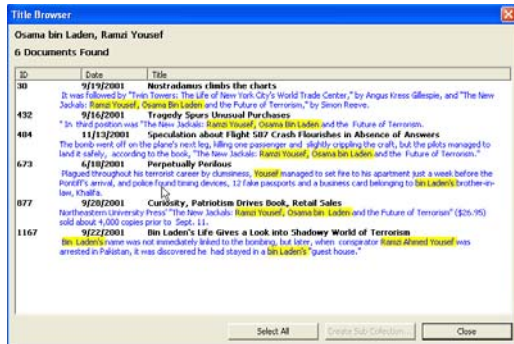 Title Browser
Osama bin Laden, Ramzi Yousef
6 Documents Found
ID Date Title
30 9/19/2001 Nostradamus climbs the charts
It was followed by "Twin Towers: The Life of New York City's World Trade Center," by Angus Kress Gillespie, and "The New
Jackals: Ramzi Yousef, Osama Bin Laden and the Future of Terrorism," by Simon Reeve.
432 9/16/2001 Tragedy Spurs Unusual Purchases
" In third position was "The New Jackals: Ramzi Yousef, Osama Bin Laden and the Future of Terrorism.
484 11/13/2001 Speculation about Flight 587 Crash Flourishes in Absence of Answers
The bomb went off on the plane's next leg, killing one passenger and slightly crippling the craft, but the pilots managed to
land it safely, according to the book, "The New Jackals: Ramzi Yousef, Osama bin Laden and the Future of Terrorism."
673 6/18/2001 Perpetually Perilous
Plagued throughout his terrorist career by clumsiness, Yousef managed to set fire to his apartment just a week before the
Pontiff's arrival, and police found timing devices, 12 fake passports and a business card belonging to bin Laden's brother-in-
law, Khalifa.
877 9/28/2001 Curiosity, Patriotism Drives Book, Retail Sales
Northeastern University Press' "The New Jackals: Ramzi Yousef, Osama bin Laden and the Future of Terrorism" ($26.95)
sold about 4,000 copies prior to Sept. 11.
1167 9/22/2001 Bin Laden's Life Gives a Look into Shadowy World of Terrorism
Bin Laden's name was not immediately linked to the bombing, but later, when conspirator Ramzi Ahmed Yousef was
arrested in Pakistan, it was discovered he had stayed in a bin Laden's "guest house."
Select All Create Sub Collection... Close